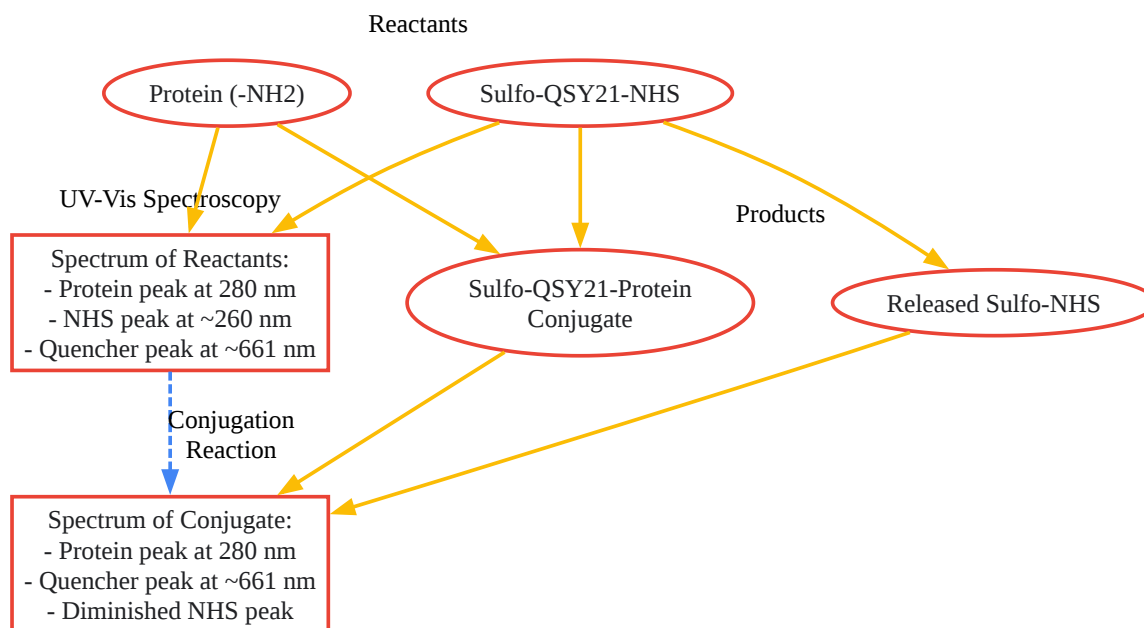 Reactants
Protein (-NH2)
Sulfo-QSY21-NHS
UV-Vis Spectroscopy
Products
Spectrum of Reactants:
- Protein peak at 280 nm
- NHS peak at ~260 nm
- Quencher peak at ~661 nm
Sulfo-QSY21-Protein
Conjugate
Released Sulfo-NHS
Conjugation
Reaction
Spectrum of Conjugate:
- Protein peak at 280 nm
- Quencher peak at ~661 nm
- Diminished NHS peak